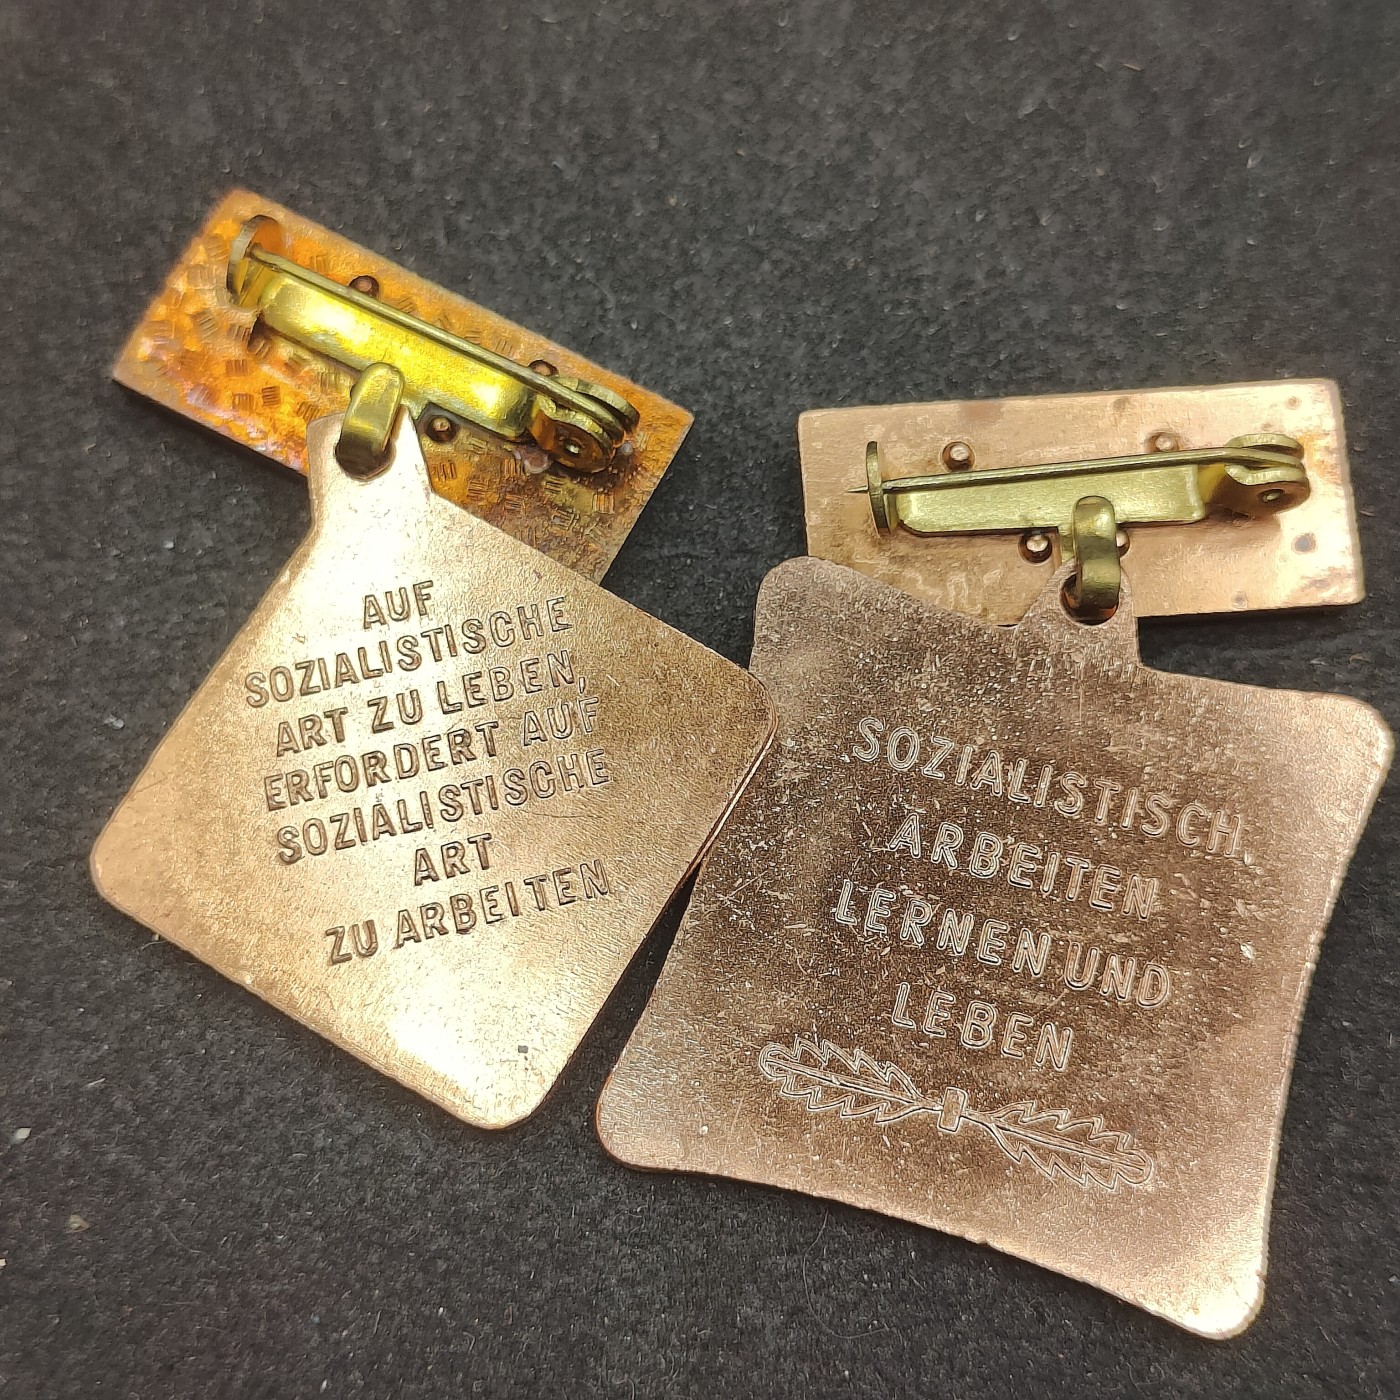 AUF
SOZIALISTISCHE
ART ZU LEBEN,
ERFORDERT AUF
SOZIALISTISCHE
ART
ZU ARBEITEN
SOZIALISTISCH
ARBEITEN
LERNEN UND
LEBEN